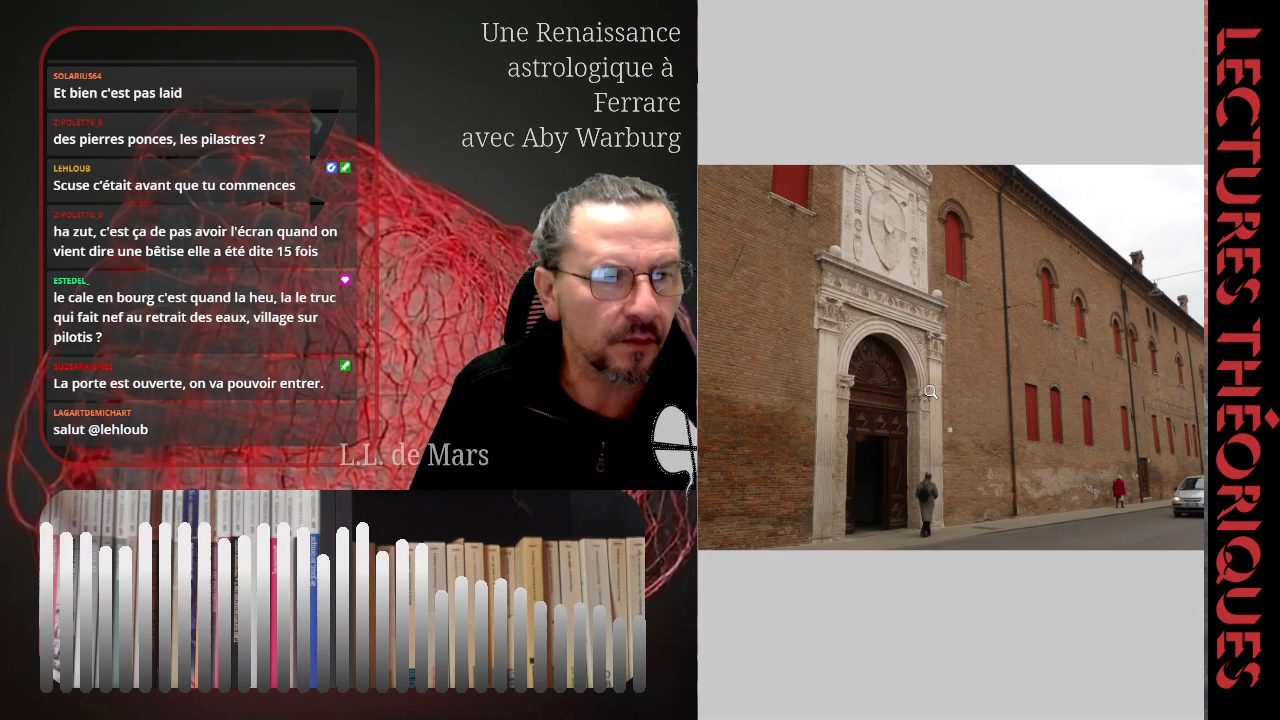 Une Renaissance
astrologique à
Ferrare
avec Aby Warburg
SOLARIUS64
Et bien c'est pas laid
ZIPOLETTE_B
des pierres ponces, les pilastres ?
LEHLOUB
Scuse c'était avant que tu commences
ZIPOLETTE_B
ha zut, c'est ça de pas avoir l'écran quand on
vient dire une bêtise elle a été dite 15 fois
ESTEDEL_
le cale en bourg c'est quand la heu, la le truc
qui fait nef au retrait des eaux, village sur
pilotis ?
La porte est ouverte, on va pouvoir entrer.
LAGARTDEMICHART
salut @lehloub
L.L. de Mars
LECTURES THÉORIQUES